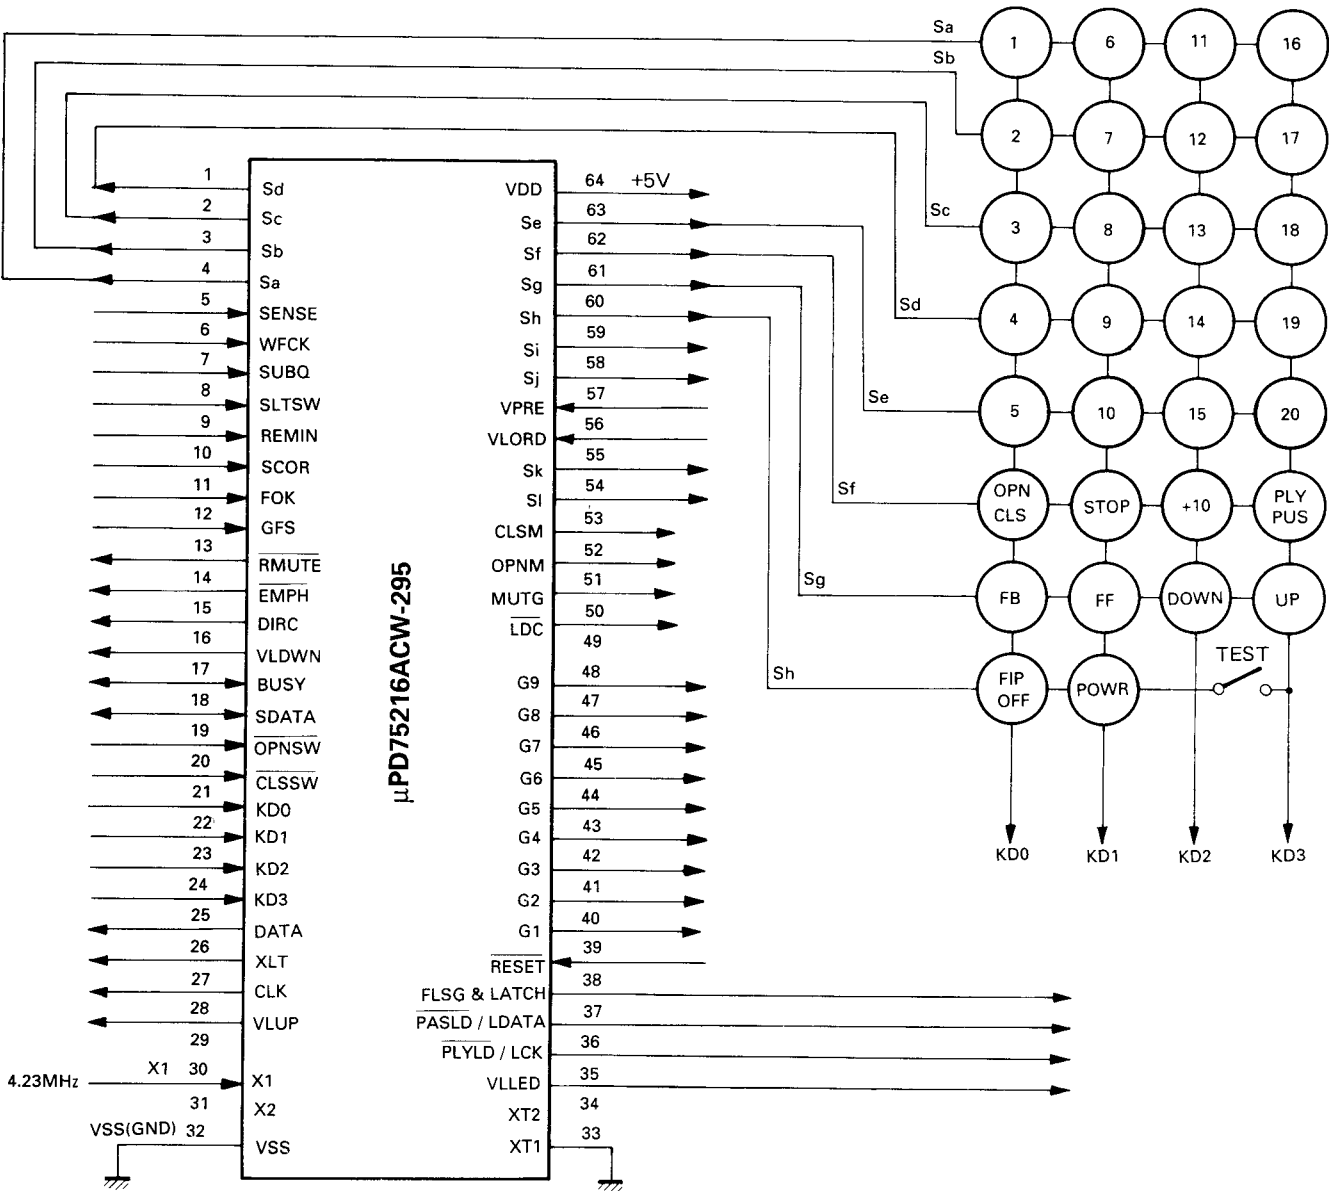 Sa
1 6 11 16
Sb
2 7 12 17
Sc
3 8 13 18
Sd
4 9 14 19
Se
5 10 15 20
Sf
OPN CLS
STOP
+10
PLY PUS
Sg
FB FF DOWN UP
TEST
Sh
FIP OFF
POWR
KD0 KD1 KD2 KD3
μPD75216ACW-295
1 Sd
2 Sc
3 Sb
4 Sa
5 SENSE
6 WFCK
7 SUBQ
8 SLTSW
9 REMIN
10 SCOR
11 FOK
12 GFS
13 R̅M̅U̅T̅E̅
14 E̅M̅P̅H̅
15 DIRC
16 VLDWN
17 BUSY
18 SDATA
19 O̅P̅N̅S̅W̅
20 C̅L̅S̅S̅W̅
21 KD0
22 KD1
23 KD2
24 KD3
25 DATA
26 XLT
27 CLK
28 VLUP
29
4.23MHz X1 30 X1
31 X2
VSS(GND) 32 VSS
VDD 64 +5V
Se 63
Sf 62
Sg 61
Sh 60
Si 59
Sj 58
VPRE 57
VLORD 56
Sk 55
Sl 54
CLSM 53
OPNM 52
MUTG 51
L̅D̅C̅ 50
49
G9 48
G8 47
G7 46
G6 45
G5 44
G4 43
G3 42
G2 41
G1 40
R̅E̅S̅E̅T̅ 39
FLSG & LATCH 38
P̅A̅S̅L̅D̅ / LDATA 37
P̅L̅Y̅L̅D̅ / LCK 36
VLLED 35
XT2 34
XT1 33